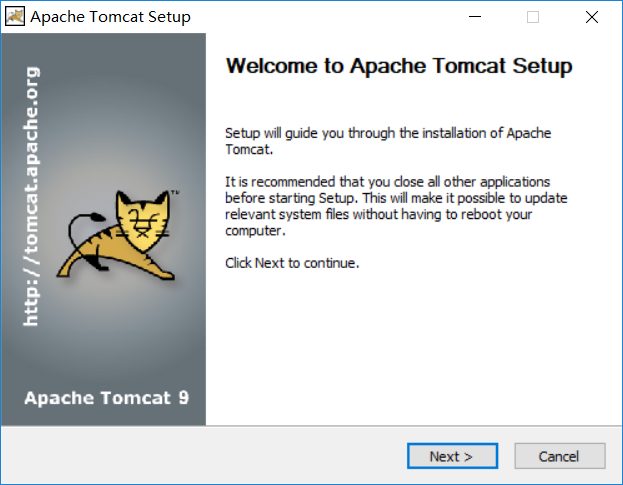 Apache Tomcat Setup
http://tomcat.apache.org
TM
Apache Tomcat 9
Welcome to Apache Tomcat Setup
Setup will guide you through the installation of Apache
Tomcat.
It is recommended that you close all other applications
before starting Setup. This will make it possible to update
relevant system files without having to reboot your
computer.
Click Next to continue.
Next >
Cancel